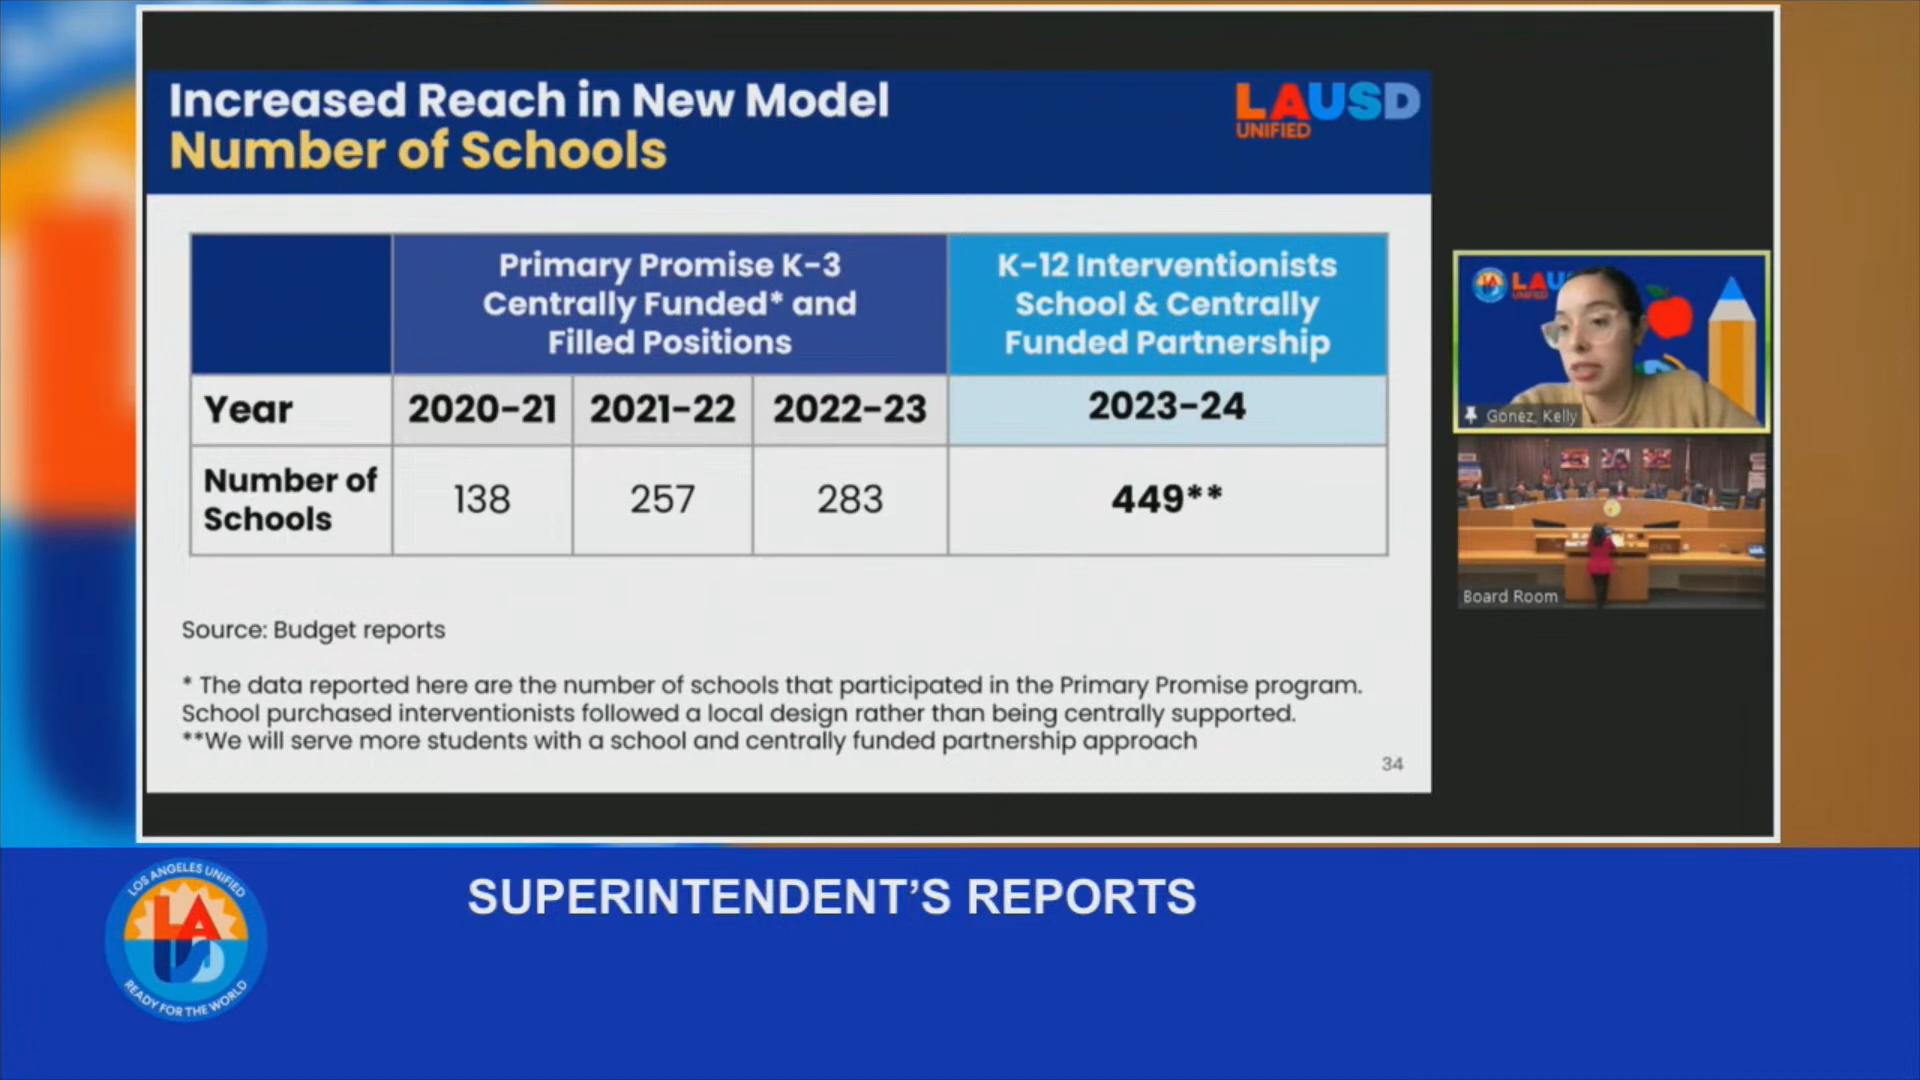 Increased Reach in New Model
Number of Schools
LAUSD
UNIFIED
Primary Promise K-3
Centrally Funded* and
Filled Positions
K-12 Interventionists
School & Centrally
Funded Partnership
Year
2020-21
2021-22
2022-23
2023-24
Number of
Schools
138
257
283
449**
Source: Budget reports
* The data reported here are the number of schools that participated in the Primary Promise program.
School purchased interventionists followed a local design rather than being centrally supported.
**We will serve more students with a school and centrally funded partnership approach
34
LAU
UNIFIED
Gonez, Kelly
Board Room
LOS ANGELES UNIFIED
LAUSD
READY FOR THE WORLD
SUPERINTENDENT'S REPORTS